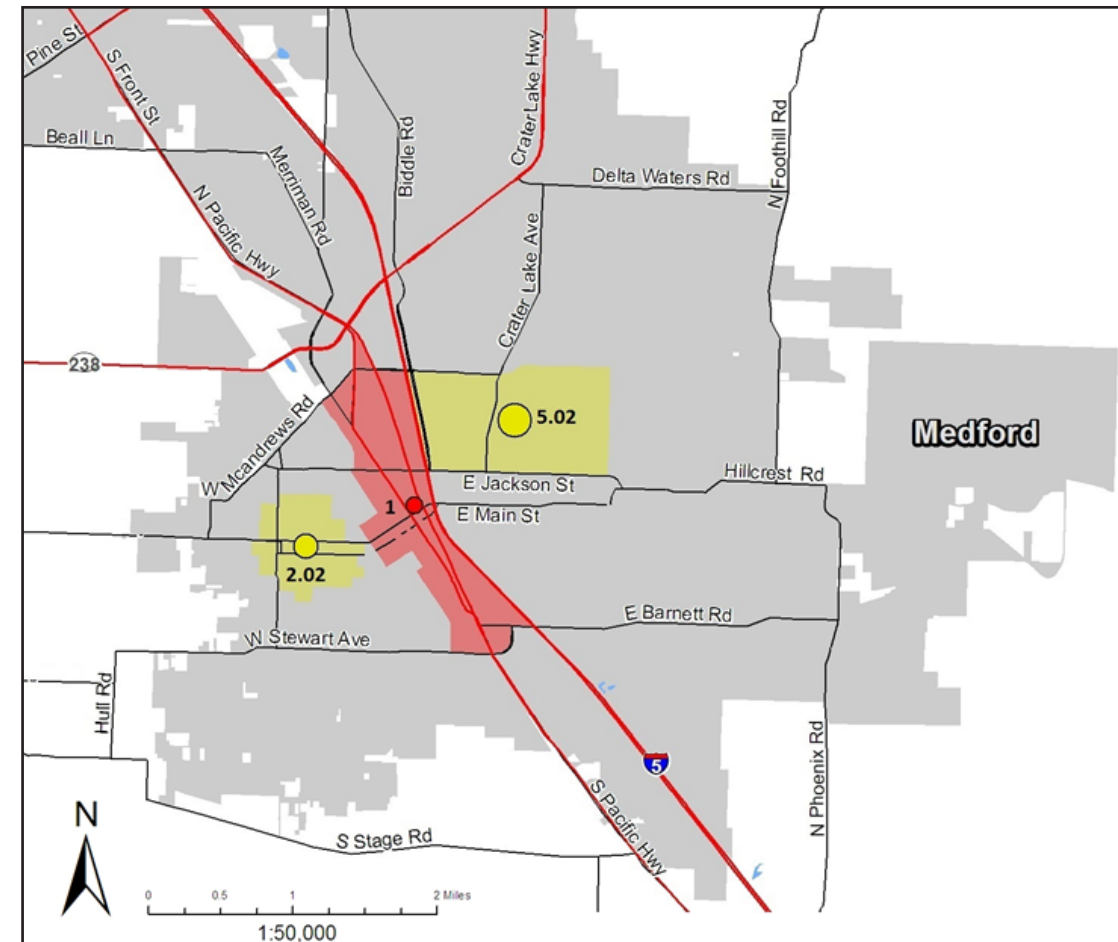 Pine St
S Front St
Crater Lake Hwy
N Foothill Rd
Beall Ln
Merriman Rd
Biddle Rd
Delta Waters Rd
N Pacific Hwy
Crater Lake Ave
238
5.02
Medford
W Mcandrews Rd
Hillcrest Rd
E Jackson St
1
E Main St
2.02
E Barnett Rd
W Stewart Ave
Hull Rd
5
N Phoenix Rd
S Pacific Hwy
N
S Stage Rd
0 0.5 1 2 Miles
1:50,000